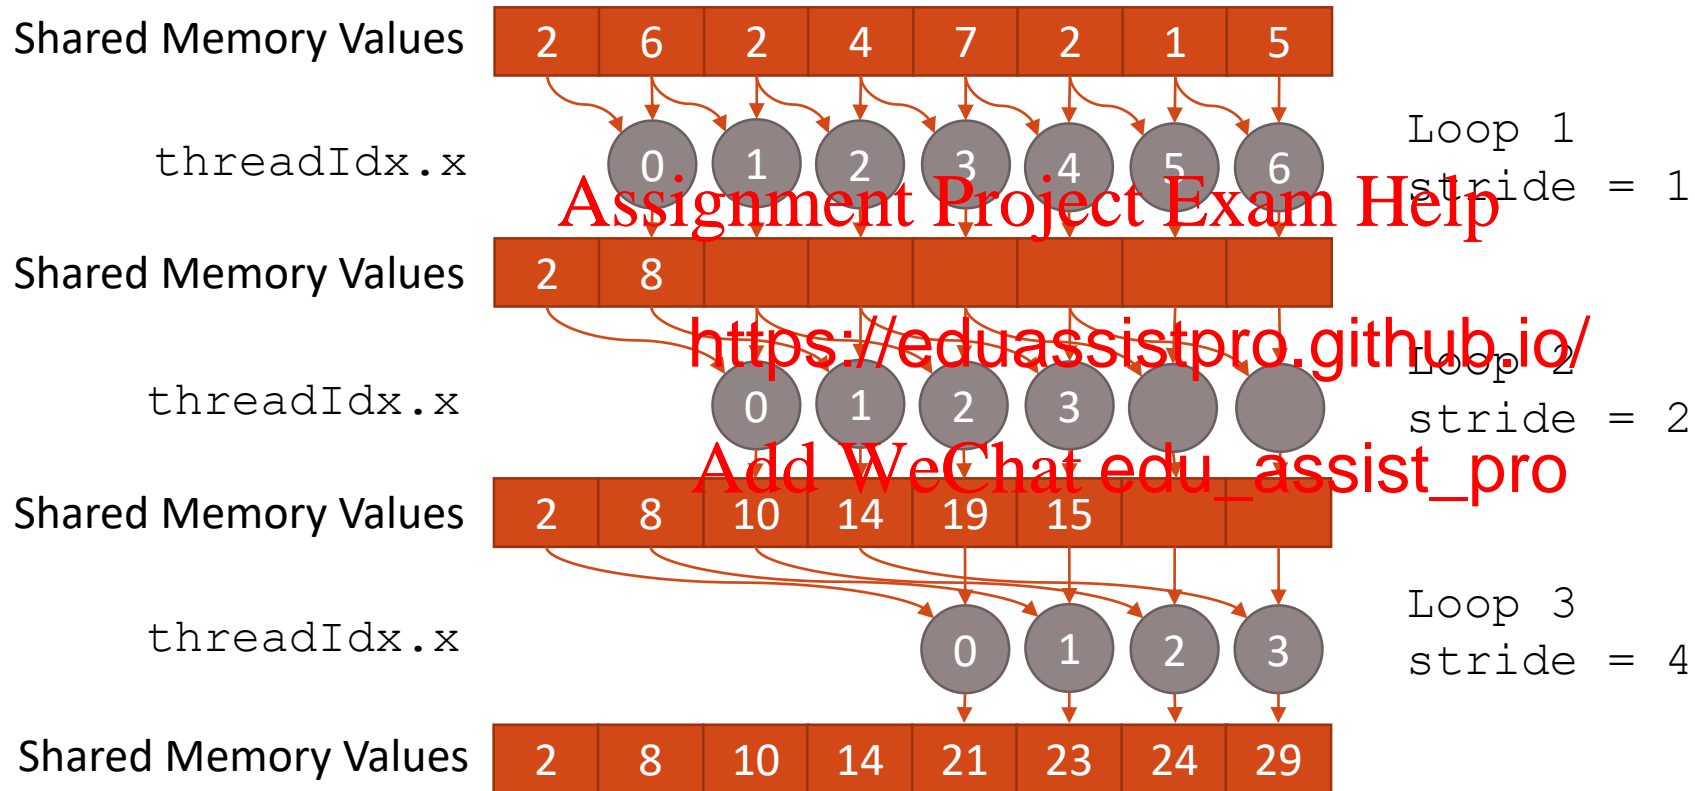 Shared Memory Values 2 6 2 4 7 2 1 5
threadIdx.x 0 1 2 3 4 5 6
Loop 1
stride = 1
Assignment Project Exam Help
Shared Memory Values 2 8
https://eduassistpro.github.io/
Loop 2
threadIdx.x 0 1 2 3
stride = 2
Add WeChat edu_assist_pro
Shared Memory Values 2 8 10 14 19 15
Loop 3
threadIdx.x 0 1 2 3
stride = 4
Shared Memory Values 2 8 10 14 21 23 24 29